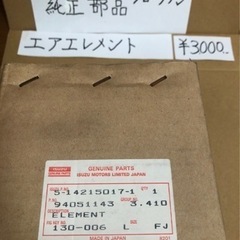 純正部品
エアエレメント
¥3000.
GENUINE PARTS
ISUZU MOTORS LIMITED JAPAN
5-14215017-1 1
94051143 3.410
ELEMENT
130-006 L FJ
MADE IN JAPAN